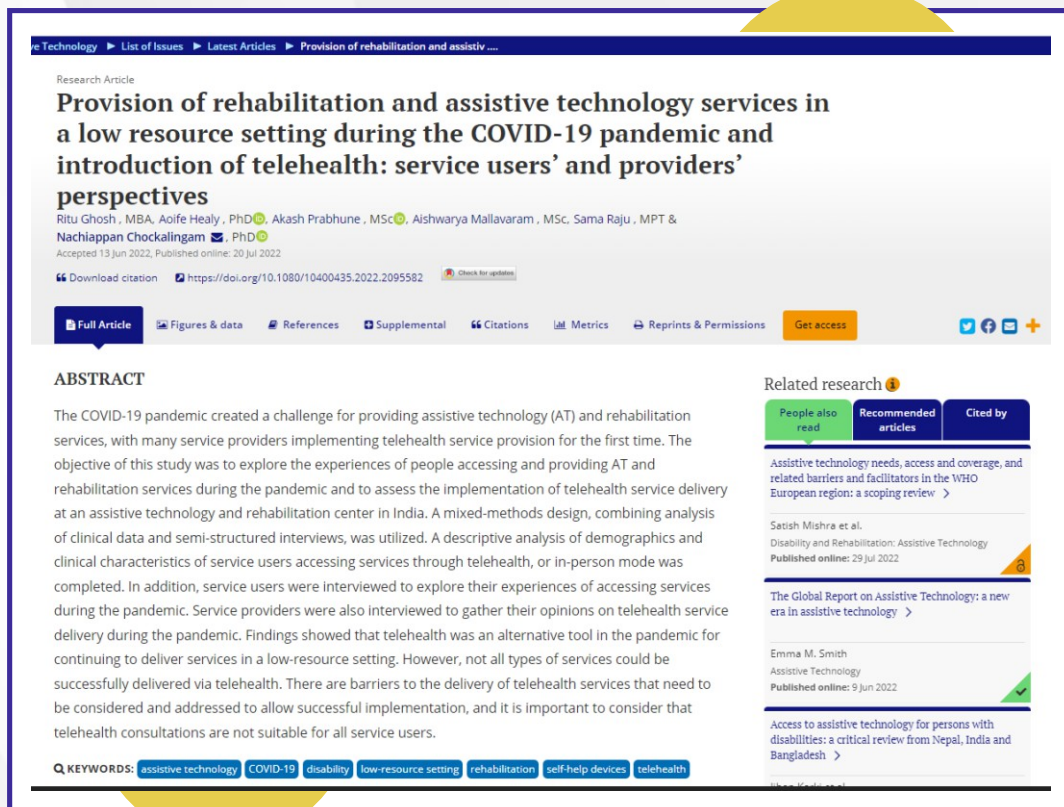 ve Technology ▶ List of Issues ▶ Latest Articles ▶ Provision of rehabilitation and assistiv ....
Research Article
Provision of rehabilitation and assistive technology services in
a low resource setting during the COVID-19 pandemic and
introduction of telehealth: service users' and providers'
perspectives
Ritu Ghosh , MBA, Aoife Healy , PhD, Akash Prabhune , MSc, Aishwarya Mallavaram , MSc, Sama Raju , MPT &
Nachiappan Chockalingam , PhD
Accepted 13 Jun 2022, Published online: 20 Jul 2022
Download citation https://doi.org/10.1080/10400435.2022.2095582 Check for updates
Full Article Figures & data References Supplemental Citations Metrics Reprints & Permissions Get access
ABSTRACT
The COVID-19 pandemic created a challenge for providing assistive technology (AT) and rehabilitation
services, with many service providers implementing telehealth service provision for the first time. The
objective of this study was to explore the experiences of people accessing and providing AT and
rehabilitation services during the pandemic and to assess the implementation of telehealth service delivery
at an assistive technology and rehabilitation center in India. A mixed-methods design, combining analysis
of clinical data and semi-structured interviews, was utilized. A descriptive analysis of demographics and
clinical characteristics of service users accessing services through telehealth, or in-person mode was
completed. In addition, service users were interviewed to explore their experiences of accessing services
during the pandemic. Service providers were also interviewed to gather their opinions on telehealth service
delivery during the pandemic. Findings showed that telehealth was an alternative tool in the pandemic for
continuing to deliver services in a low-resource setting. However, not all types of services could be
successfully delivered via telehealth. There are barriers to the delivery of telehealth services that need to
be considered and addressed to allow successful implementation, and it is important to consider that
telehealth consultations are not suitable for all service users.
KEYWORDS: assistive technology COVID-19 disability low-resource setting rehabilitation self-help devices telehealth
Related research
People also
read
Recommended
articles
Cited by
Assistive technology needs, access and coverage, and
related barriers and facilitators in the WHO
European region: a scoping review >
Satish Mishra et al.
Disability and Rehabilitation: Assistive Technology
Published online: 29 Jul 2022
The Global Report on Assistive Technology: a new
era in assistive technology >
Emma M. Smith
Assistive Technology
Published online: 9 Jun 2022
Access to assistive technology for persons with
disabilities: a critical review from Nepal, India and
Bangladesh >